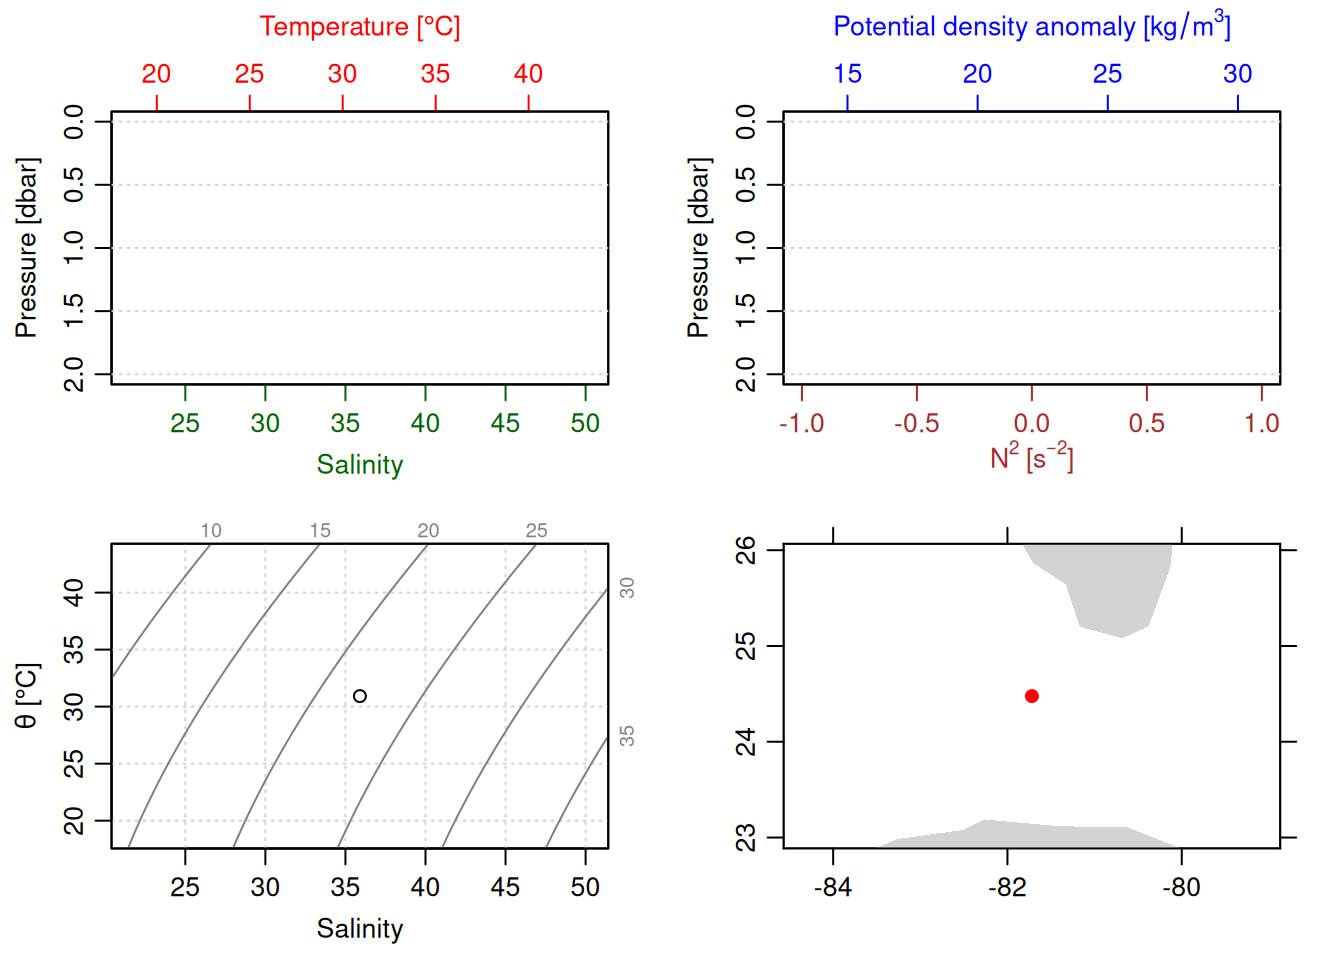 Temperature [°C]
20 25 30 35 40
0.0 0.5 1.0 1.5 2.0
Pressure [dbar]
25 30 35 40 45 50
Salinity
Potential density anomaly [kg/m³]
15 20 25 30
0.0 0.5 1.0 1.5 2.0
Pressure [dbar]
-1.0 -0.5 0.0 0.5 1.0
N² [s⁻²]
10 15 20 25
30
35
40 35 30 25 20
θ [°C]
25 30 35 40 45 50
Salinity
26 25 24 23
-84 -82 -80